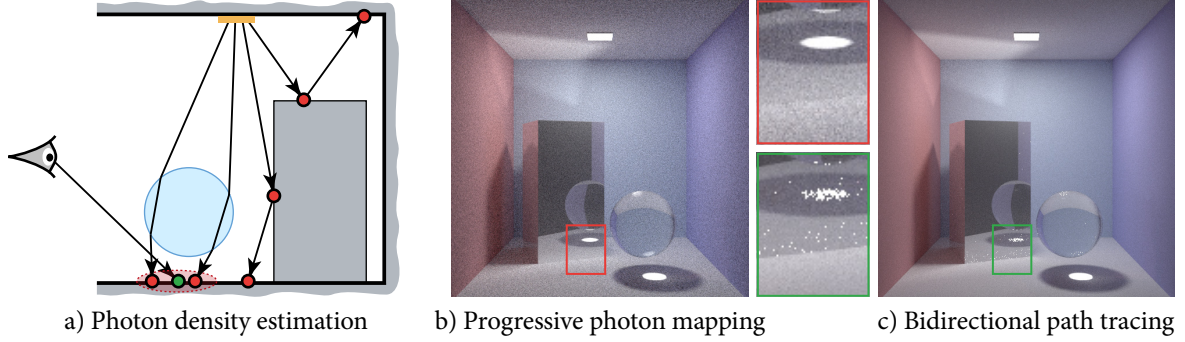 a) Photon density estimation
b) Progressive photon mapping
c) Bidirectional path tracing